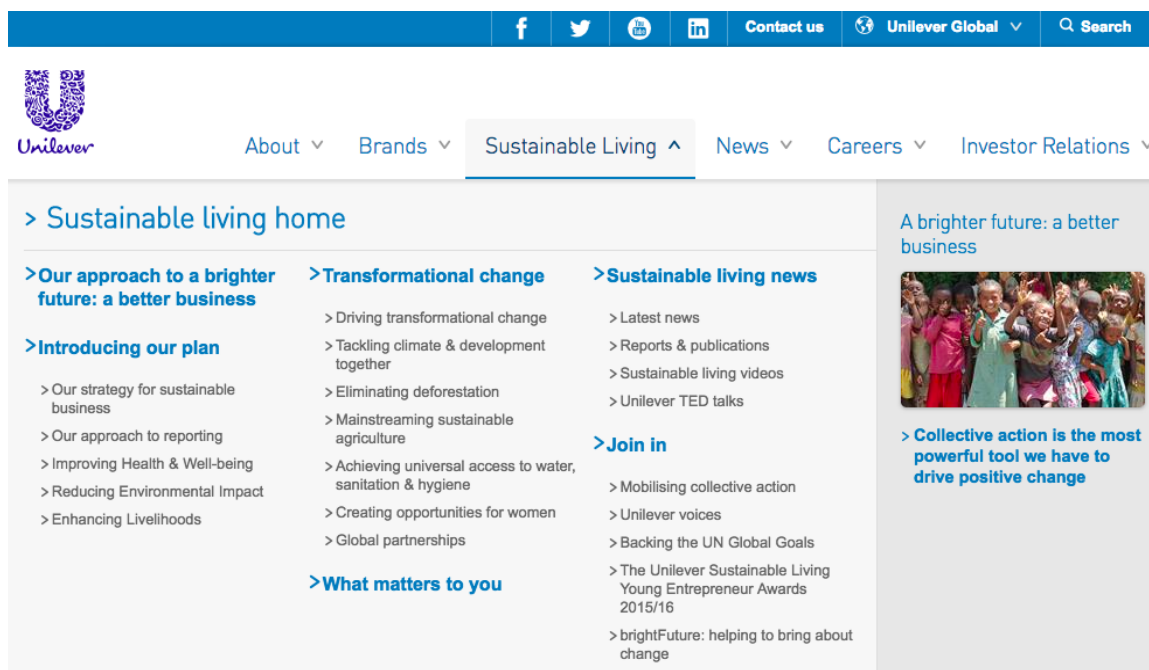 f You Tube in Contact us Unilever Global Search
Unilever
About Brands Sustainable Living News Careers Investor Relations
> Sustainable living home
> Our approach to a brighter
future: a better business
> Introducing our plan
> Our strategy for sustainable
business
> Our approach to reporting
> Improving Health & Well-being
> Reducing Environmental Impact
> Enhancing Livelihoods
> Transformational change
> Driving transformational change
> Tackling climate & development
together
> Eliminating deforestation
> Mainstreaming sustainable
agriculture
> Achieving universal access to water,
sanitation & hygiene
> Creating opportunities for women
> Global partnerships
> What matters to you
> Sustainable living news
> Latest news
> Reports & publications
> Sustainable living videos
> Unilever TED talks
> Join in
> Mobilising collective action
> Unilever voices
> Backing the UN Global Goals
> The Unilever Sustainable Living
Young Entrepreneur Awards
2015/16
> brightFuture: helping to bring about
change
A brighter future: a better
business
> Collective action is the most
powerful tool we have to
drive positive change